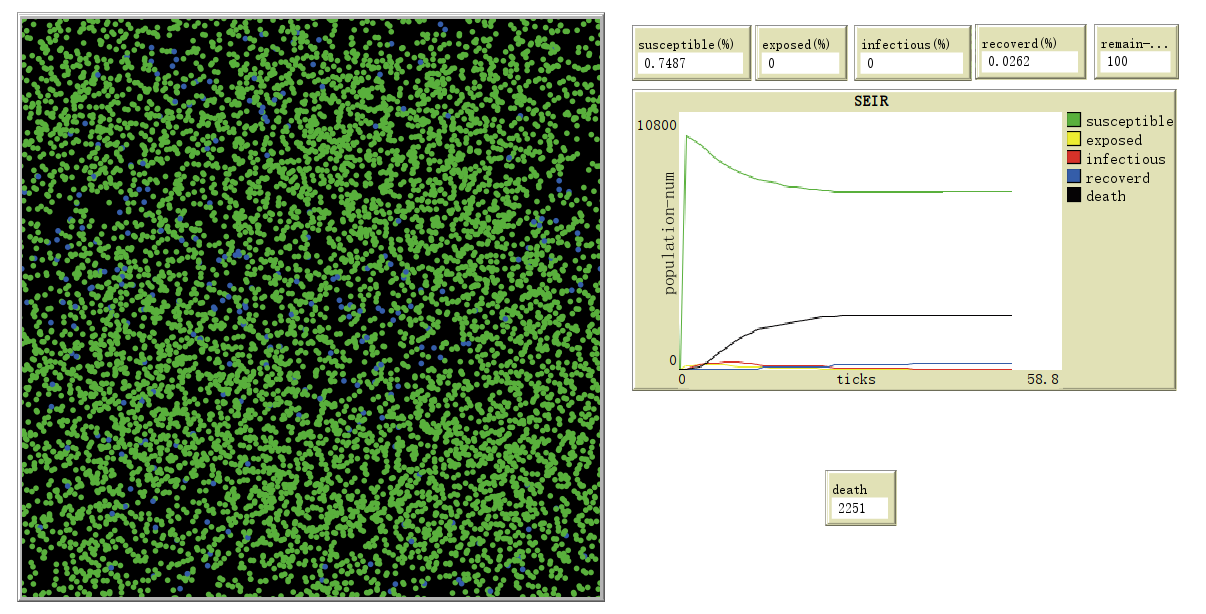 susceptible(%)
0.7487
exposed(%)
0
infectious(%)
0
recoverd(%)
0.0262
remain-...
100
SEIR
10800
population-num
0
0
ticks
58.8
susceptible
exposed
infectious
recoverd
death
death
2251